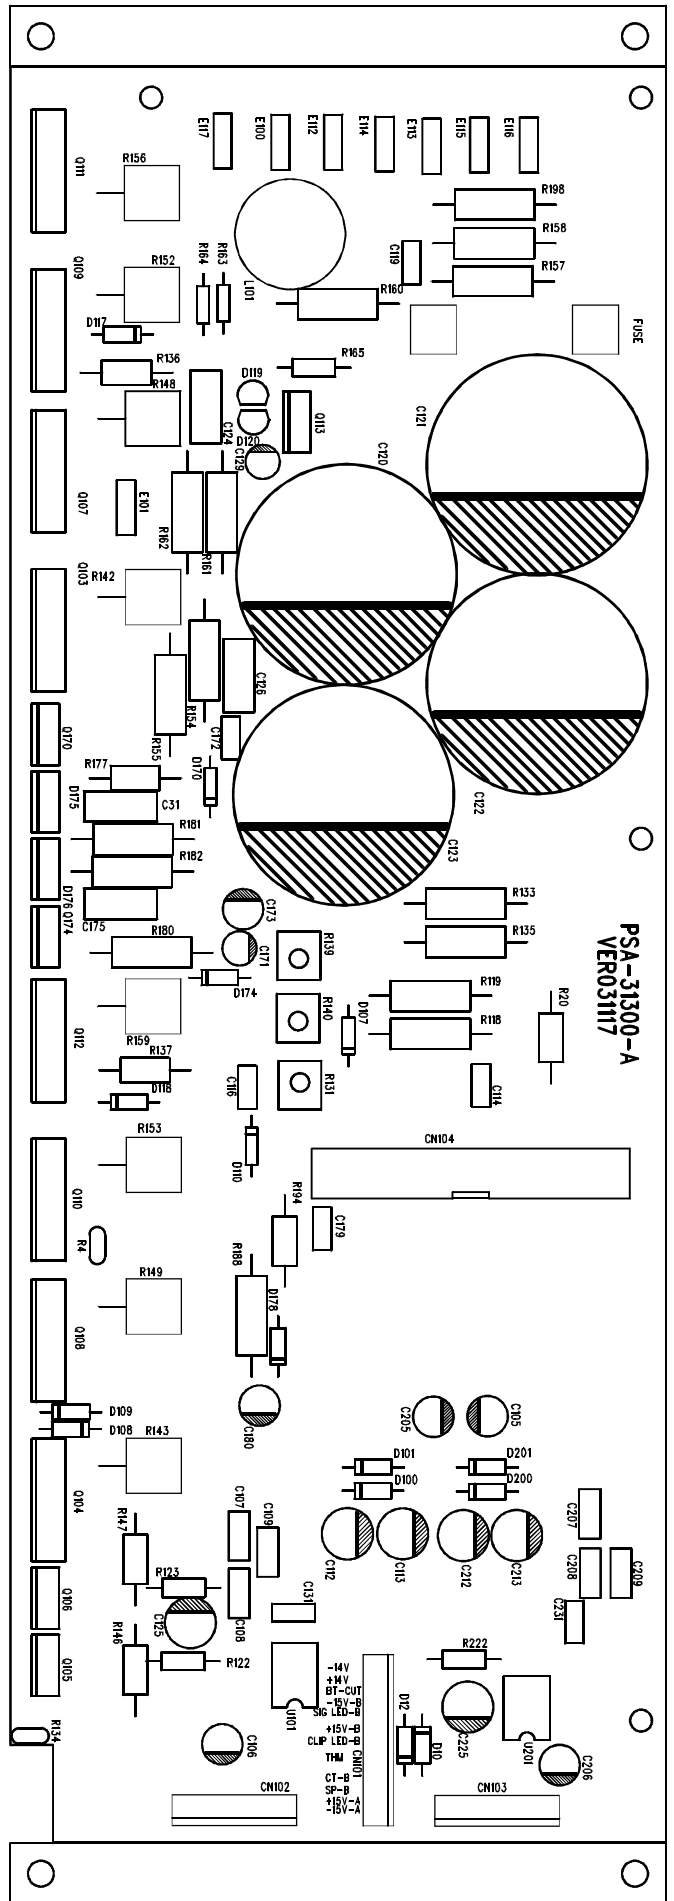 E117
E100
E112
E114
E113
E115
E116
Q111
R156
R198
R158
C119
R157
R164
R163
L101
Q109
R152
R160
D117
FUSE
R136
R165
R148
D119
C124
Q113
C121
D120
C129
C120
Q107
E101
R162
R161
Q103
R142
R154
C126
R155
C172
Q170
R177
D170
D175
C31
C122
R181
C123
R182
D176
C175
Q174
C173
R133
R180
C171
R139
R135
PSA-31300-A
VER031117
D174
R119
R140
D107
R118
R20
Q112
R159
R137
C116
R131
C114
D118
R153
D110
CN104
Q110
R194
C179
R4
R188
R149
D178
Q108
D109
D108
C180
C205
C105
R143
D101
D201
D100
D200
Q104
R147
C107
C109
C112
C113
C212
C213
C207
R123
C208
C209
Q106
C125
C108
C131
C231
R146
R122
R222
Q105
-14V
+14V
BT-CUT
-15V-B
SIG LED-B
+15V-B
CLIP LED-B
THM
CT-B
SP-B
+15V-A
-15V-A
U101
CN101
D12
D10
C225
U201
R134
C106
C206
CN102
CN103